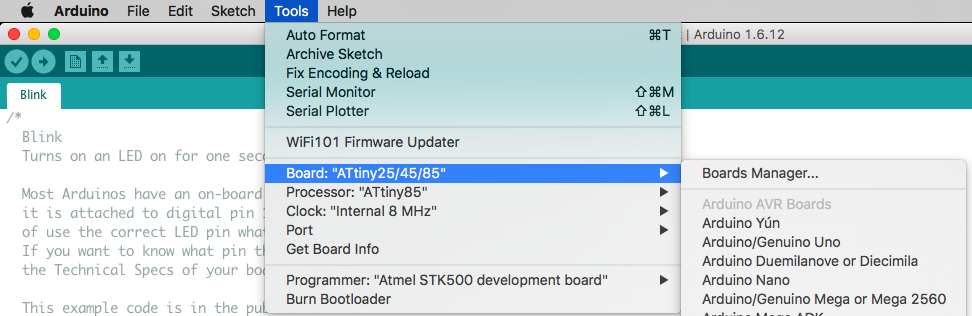 Arduino File Edit Sketch Tools Help
| Arduino 1.6.12
Blink
/*
Blink
Turns on an LED on for one seco
Most Arduinos have an on-board
it is attached to digital pin 1
of use the correct LED pin what
If you want to know what pin th
the Technical Specs of your boa
This example code is in the pub
Auto Format ⌘T
Archive Sketch
Fix Encoding & Reload
Serial Monitor ⇧⌘M
Serial Plotter ⇧⌘L
WiFi101 Firmware Updater
Board: "ATtiny25/45/85"
Processor: "ATtiny85"
Clock: "Internal 8 MHz"
Port
Get Board Info
Programmer: "Atmel STK500 development board"
Burn Bootloader
Boards Manager...
Arduino AVR Boards
Arduino Yún
Arduino/Genuino Uno
Arduino Duemilanove or Diecimila
Arduino Nano
Arduino/Genuino Mega or Mega 2560
Arduino Mega ADK